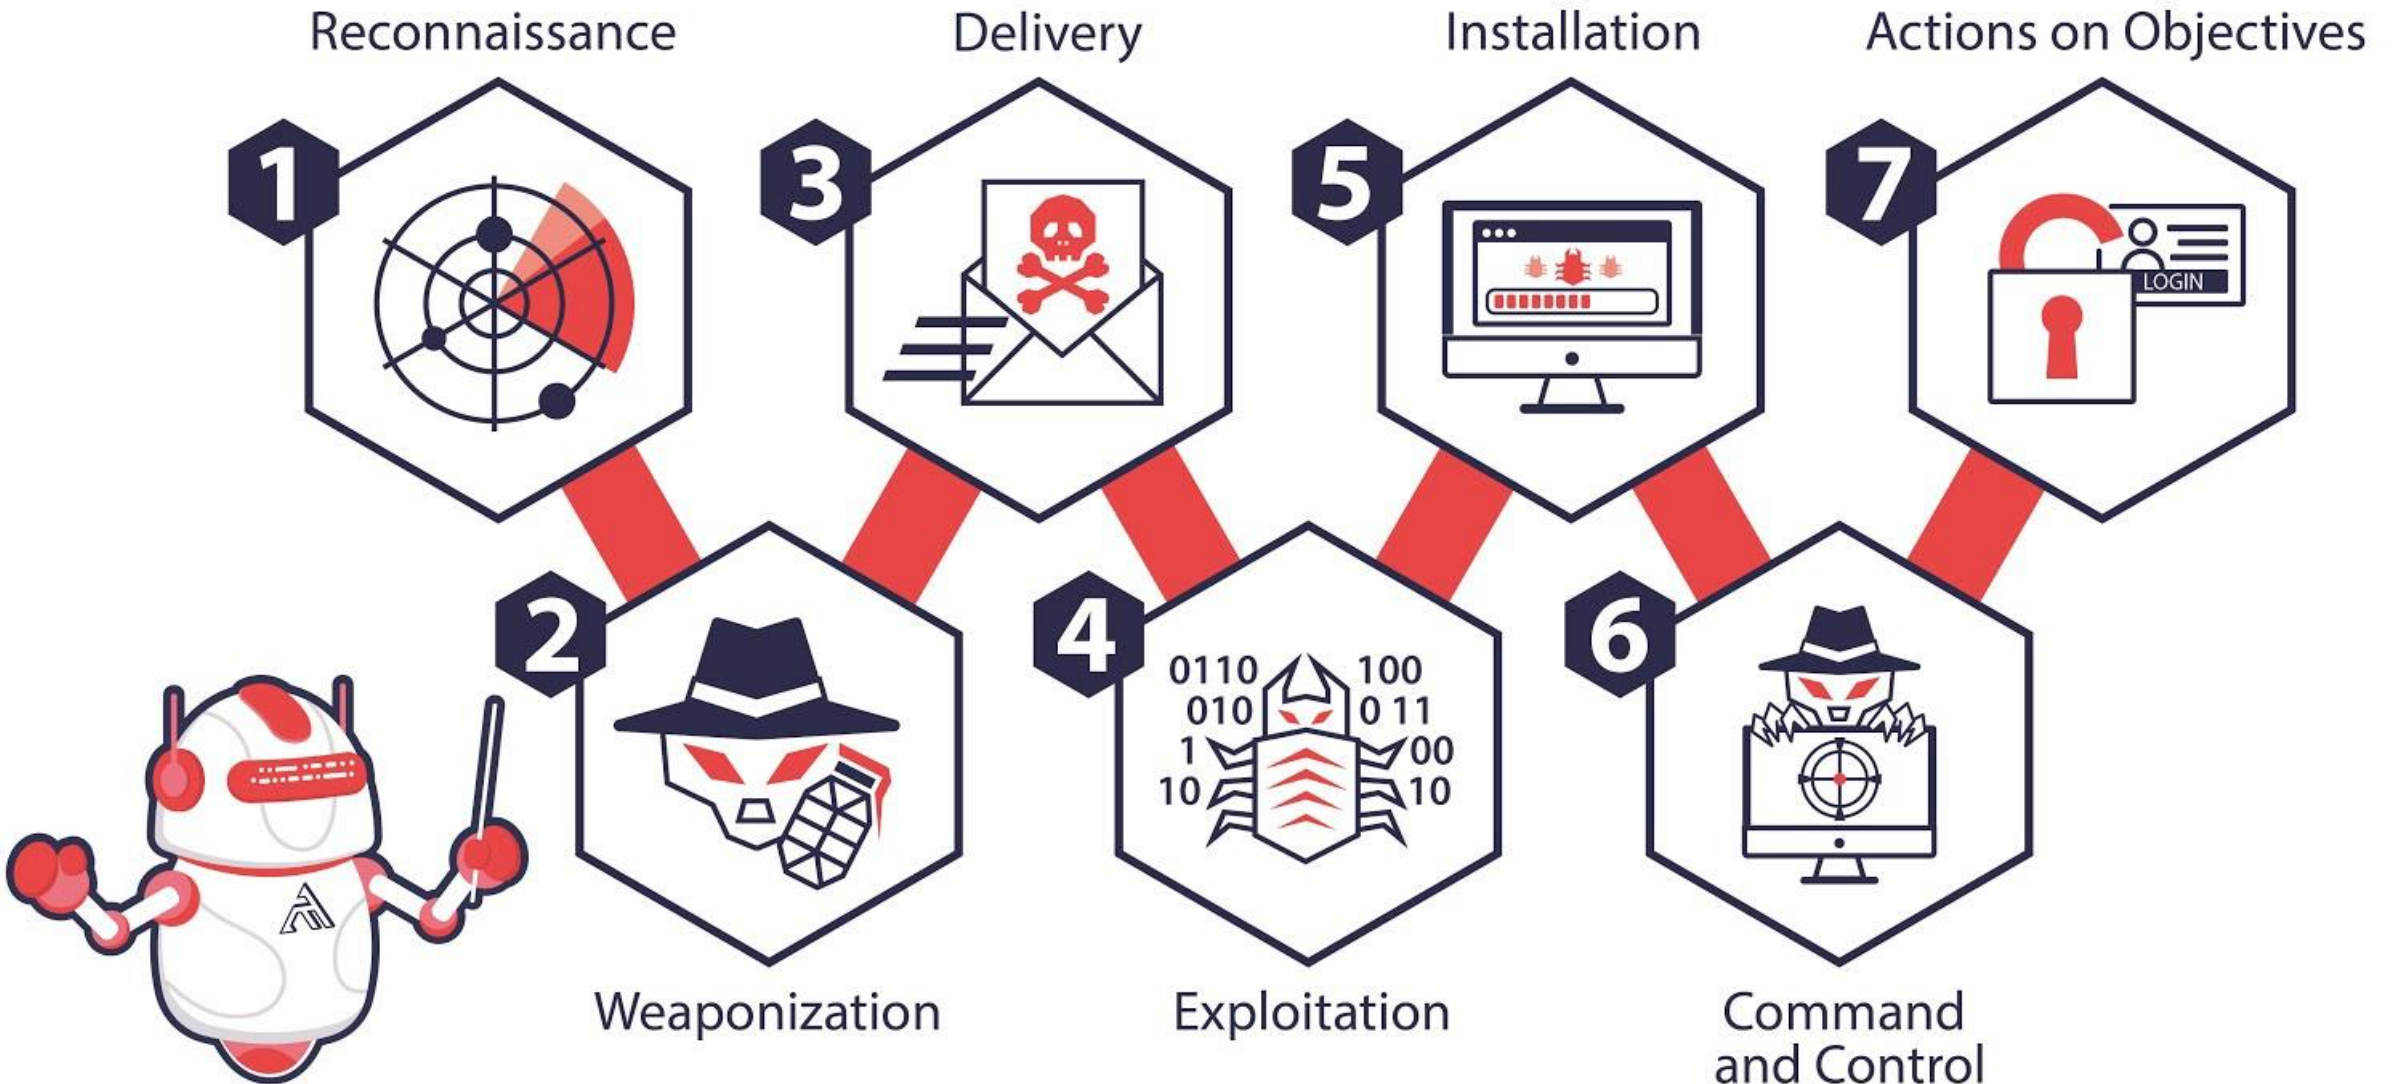 Reconnaissance
Delivery
Installation
Actions on Objectives
1
3
5
7
LOGIN
2
4
6
0110 100
010 0 11
1 00
10 10
Weaponization
Exploitation
Command
and Control